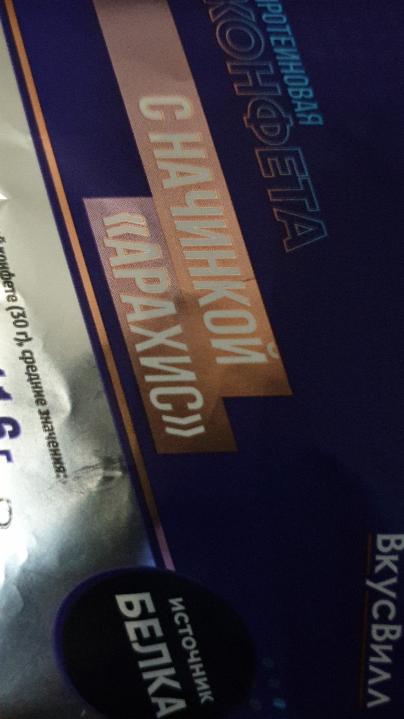 ПРОТЕИНОВАЯ
КОНФЕТА
С НАЧИНКОЙ
«АРАХИС»
конфете (30 г), средние значения:
ВкусВилл
источник
БЕЛКА